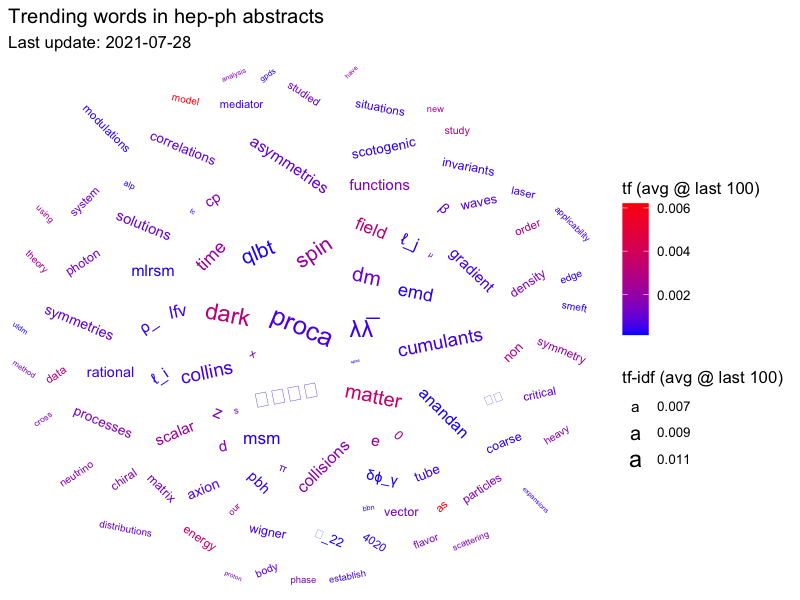 Trending words in hep-ph abstracts
Last update: 2021-07-28
analysis
gpds
have
studied
model
mediator
situations
new
modulations
correlations
asymmetries
scotogenic
study
invariants
functions
alp
system
cp
ls
β
waves
laser
applicability
using
solutions
field
ℓ_j
μ
order
theory
photon
mlrsm
time
qlbt
spin
gradient
density
edge
dm
emd
smeft
symmetries
uldm
ρ_
lfv
dark
proca
λλ̅
cumulants
non
symmetry
method
data
rational
ℓ_i
collins
+
matter
anandan
critical
cross
processes
scalar
z
s
d
msm
e
0
coarse
heavy
collisions
neutrino
chiral
matrix
axion
pbh
π
δϕ_γ
tube
particles
expansions
our
bbn
vector
as
distributions
energy
wigner
_22
4020
flavor
scattering
proton
body
phase
establish
tf (avg @ last 100)
0.006
0.004
0.002
tf-idf (avg @ last 100)
a 0.007
a 0.009
a 0.011